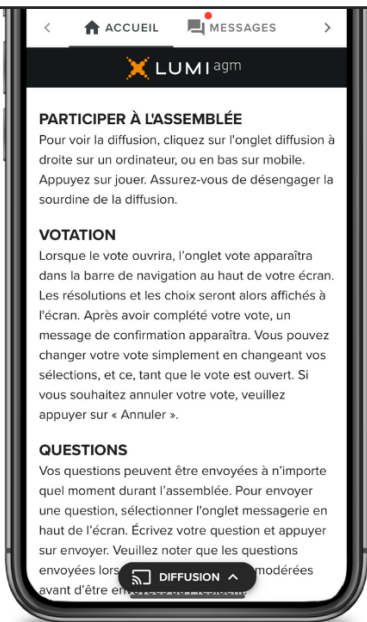 ACCUEIL MESSAGES
LUMI agm
PARTICIPER À L'ASSEMBLÉE
Pour voir la diffusion, cliquez sur l'onglet diffusion à
droite sur un ordinateur, ou en bas sur mobile.
Appuyez sur jouer. Assurez-vous de désengager la
sourdine de la diffusion.
VOTATION
Lorsque le vote ouvrira, l'onglet vote apparaîtra
dans la barre de navigation au haut de votre écran.
Les résolutions et les choix seront alors affichés à
l'écran. Après avoir complété votre vote, un
message de confirmation apparaîtra. Vous pouvez
changer votre vote simplement en changeant vos
sélections, et ce, tant que le vote est ouvert. Si
vous souhaitez annuler votre vote, veuillez
appuyer sur « Annuler ».
QUESTIONS
Vos questions peuvent être envoyées à n'importe
quel moment durant l'assemblée. Pour envoyer
une question, sélectionner l'onglet messagerie en
haut de l'écran. Écrivez votre question et appuyer
sur envoyer. Veuillez noter que les questions
envoyées modérées
DIFFUSION
avant d'être